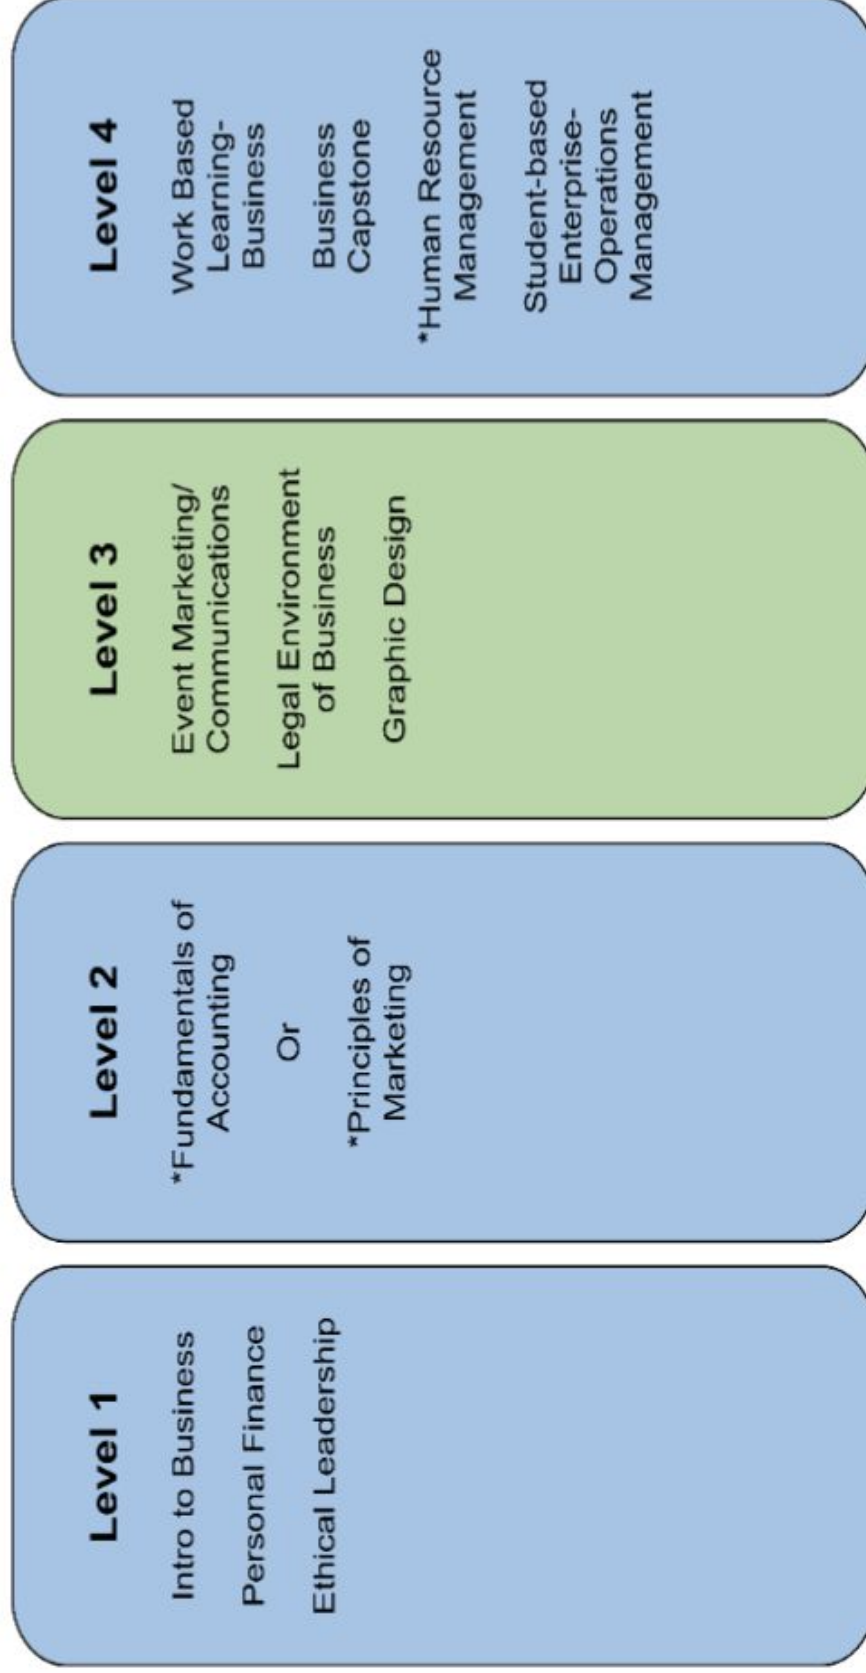 Level 1
Intro to Business
Personal Finance
Ethical Leadership
Level 2
*Fundamentals of
Accounting
Or
*Principles of
Marketing
Level 3
Event Marketing/
Communications
Legal Environment
of Business
Graphic Design
Level 4
Work Based
Learning-
Business
Business
Capstone
*Human Resource
Management
Student-based
Enterprise-
Operations
Management